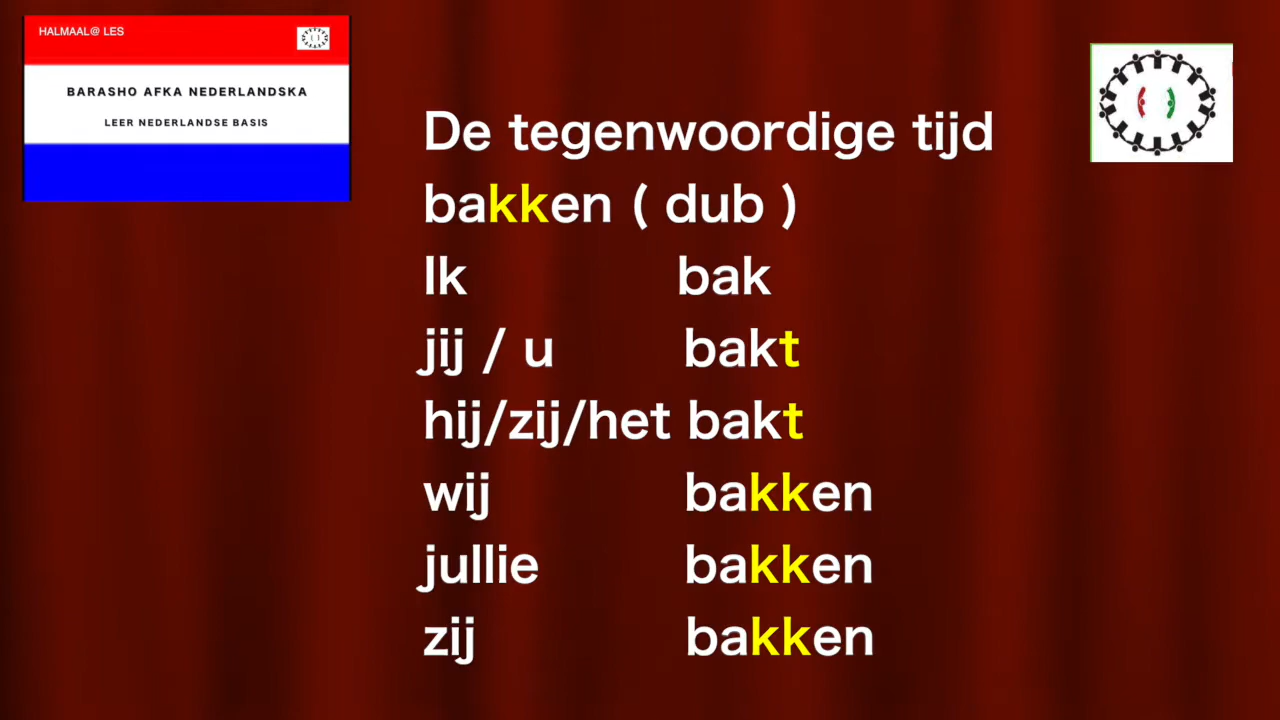 HALMAAL@ LES
BARASHO AFKA NEDERLANDSKA
LEER NEDERLANDSE BASIS
De tegenwoordige tijd
bakken ( dub )
Ik bak
jij / u bakt
hij/zij/het bakt
wij bakken
jullie bakken
zij bakken